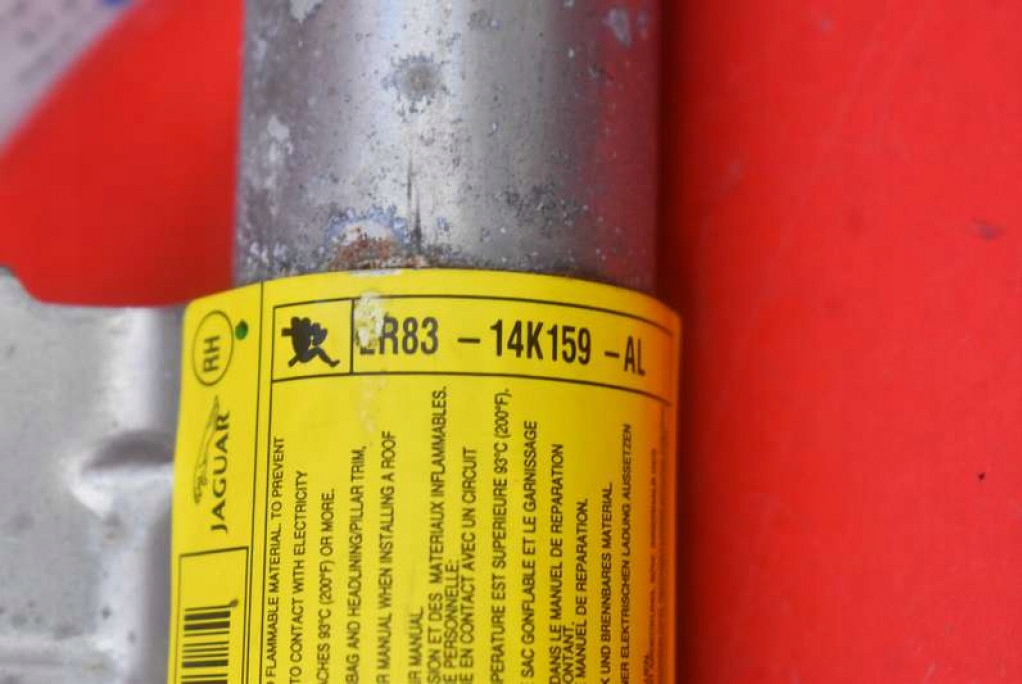 RH
JAGUAR
R83 - 14K159 - AL
FLAMMABLE MATERIAL. TO PREVENT
TO CONTACT WITH ELECTRICITY
ACHES 93°C (200°F) OR MORE.
BAG AND HEADLINING/PILLAR TRIM,
R MANUAL WHEN INSTALLING A ROOF
IR MANUAL
SION ET DES MATERIAUX INFLAMMABLES.
E PERSONNELLE:
E EN CONTACT AVEC UN CIRCUIT
PERATURE EST SUPERIEURE 93°C (200°F).
SAC GONFLABLE ET LE GARNISSAGE
DANS LE MANUEL DE REPARATION
ONTANT.
MANUEL DE REPARATION.
K UND BRENNBARES MATERIAL.
NER ELEKTRISCHEN LADUNG AUSSETZEN